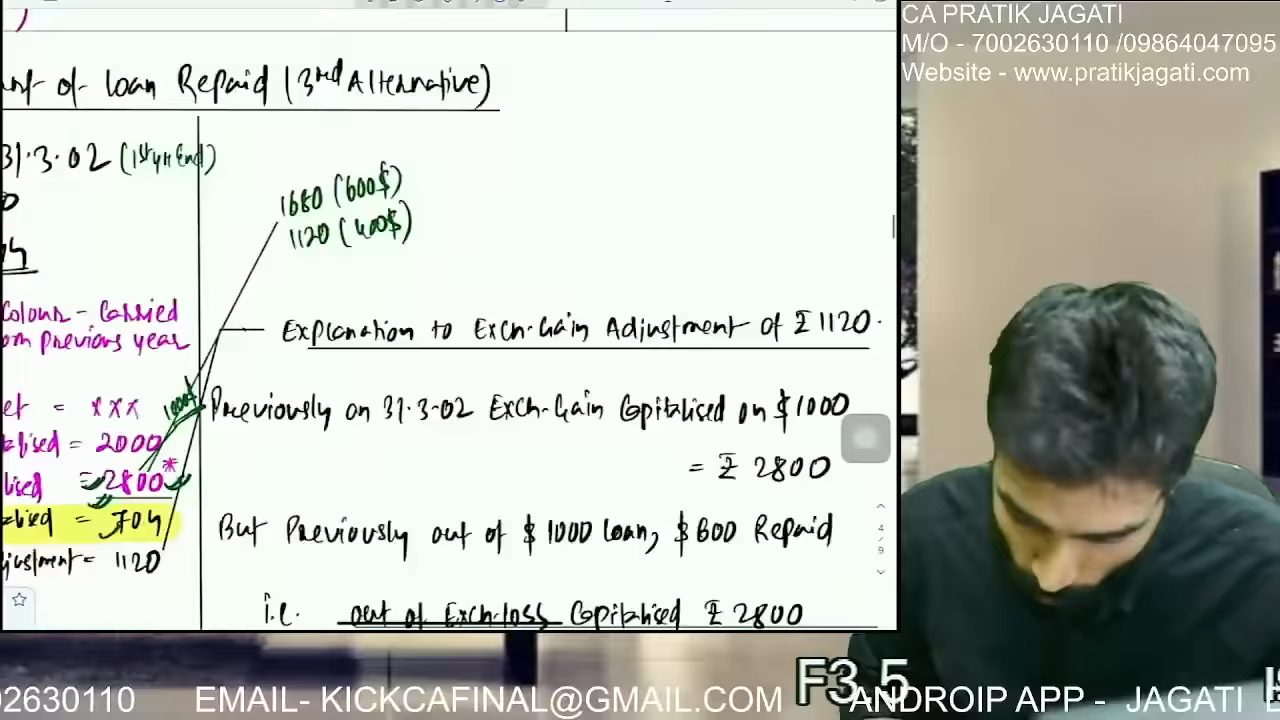 CA PRATIK JAGATI
M/O - 7002630110 /09864047095
Website - www.pratikjagati.com
of Loan Repaid (3rd Alternative)
31.3.02 (1st yr End)
1680 (600$)
1120 (400$)
Colour - Carried
previous year
Explanation to Exch. Gain Adjustment of ₹ 1120.
= xxx
1000$
Previously on 31.3.02 Exch. Gain Capitalised on $1000
= 2000
= ₹ 2800
= 2800*
= 704
But Previously out of $ 1000 loan, $ 600 Repaid
= 1120
i.e. out of Exch. loss Capitalised ₹ 2800
4/9
F3.5
02630110
EMAIL- KICKCAFINAL@GMAIL.COM
ANDROIP APP - JAGATI